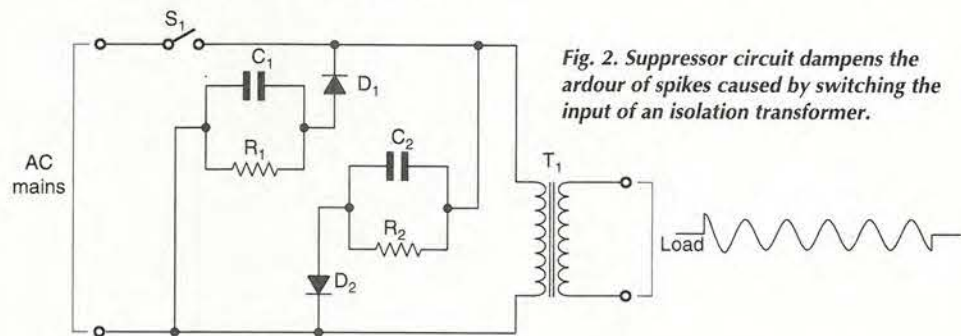 S1
C1
D1
R1
AC
mains
C2
R2
D2
T1
Load
Fig. 2. Suppressor circuit dampens the
ardour of spikes caused by switching the
input of an isolation transformer.